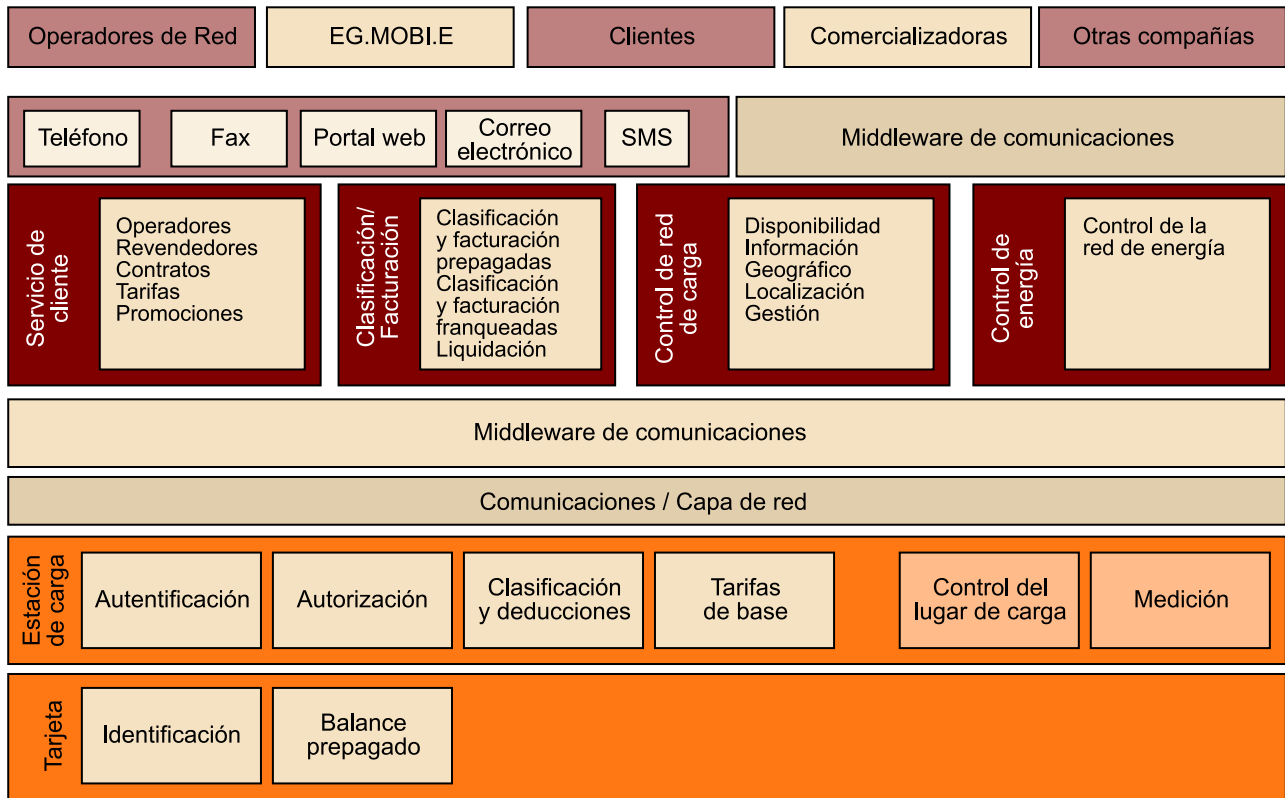 Operadores de Red
EG.MOBI.E
Clientes
Comercializadoras
Otras compañías
Teléfono
Fax
Portal web
Correo
electrónico
SMS
Middleware de comunicaciones
Servicio de
cliente
Operadores
Revendedores
Contratos
Tarifas
Promociones
Clasificación/
Facturación
Clasificación
y facturación
prepagadas
Clasificación
y facturación
franqueadas
Liquidación
Control de red
de carga
Disponibilidad
Información
Geográfico
Localización
Gestión
Control de
energía
Control de la
red de energía
Middleware de comunicaciones
Comunicaciones / Capa de red
Estación
de carga
Autentificación
Autorización
Clasificación
y deducciones
Tarifas
de base
Control del
lugar de carga
Medición
Tarjeta
Identificación
Balance
prepagado